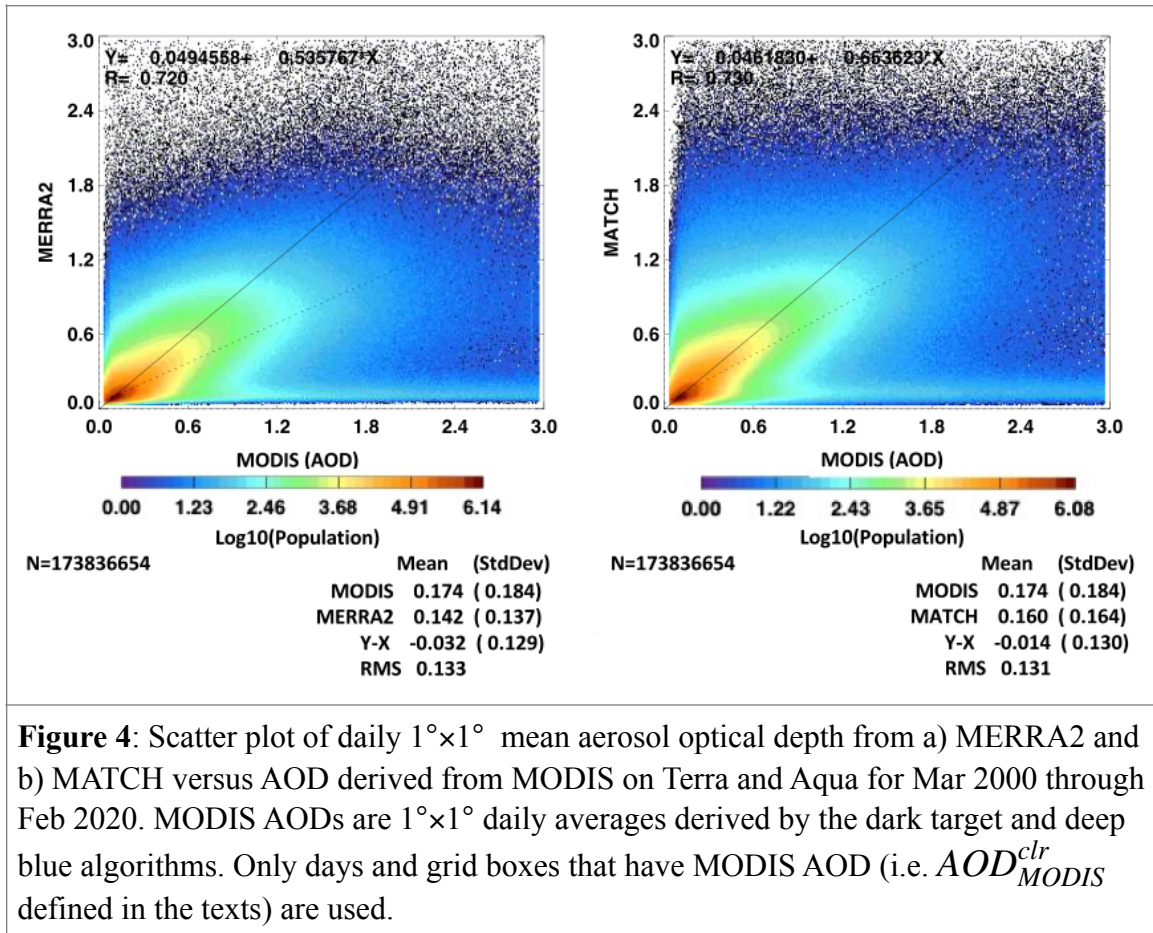 Y= 0.0494558+ 0.535767*X
R= 0.720
3.0
2.4
1.8
1.2
0.6
0.0
MERRA2
0.0 0.6 1.2 1.8 2.4 3.0
MODIS (AOD)
0.00 1.23 2.46 3.68 4.91 6.14
Log10(Population)
N=173836654
Mean (StdDev)
MODIS 0.174 ( 0.184)
MERRA2 0.142 ( 0.137)
Y-X -0.032 ( 0.129)
RMS 0.133
Y= 0.0461830+ 0.653623*X
R= 0.730
3.0
2.4
1.8
1.2
0.6
0.0
MATCH
0.0 0.6 1.2 1.8 2.4 3.0
MODIS (AOD)
0.00 1.22 2.43 3.65 4.87 6.08
Log10(Population)
N=173836654
Mean (StdDev)
MODIS 0.174 ( 0.184)
MATCH 0.160 ( 0.164)
Y-X -0.014 ( 0.130)
RMS 0.131
Figure 4: Scatter plot of daily 1°×1° mean aerosol optical depth from a) MERRA2 and
b) MATCH versus AOD derived from MODIS on Terra and Aqua for Mar 2000 through
Feb 2020. MODIS AODs are 1°×1° daily averages derived by the dark target and deep
blue algorithms. Only days and grid boxes that have MODIS AOD (i.e. AOD^{clr}_{MODIS}
defined in the texts) are used.